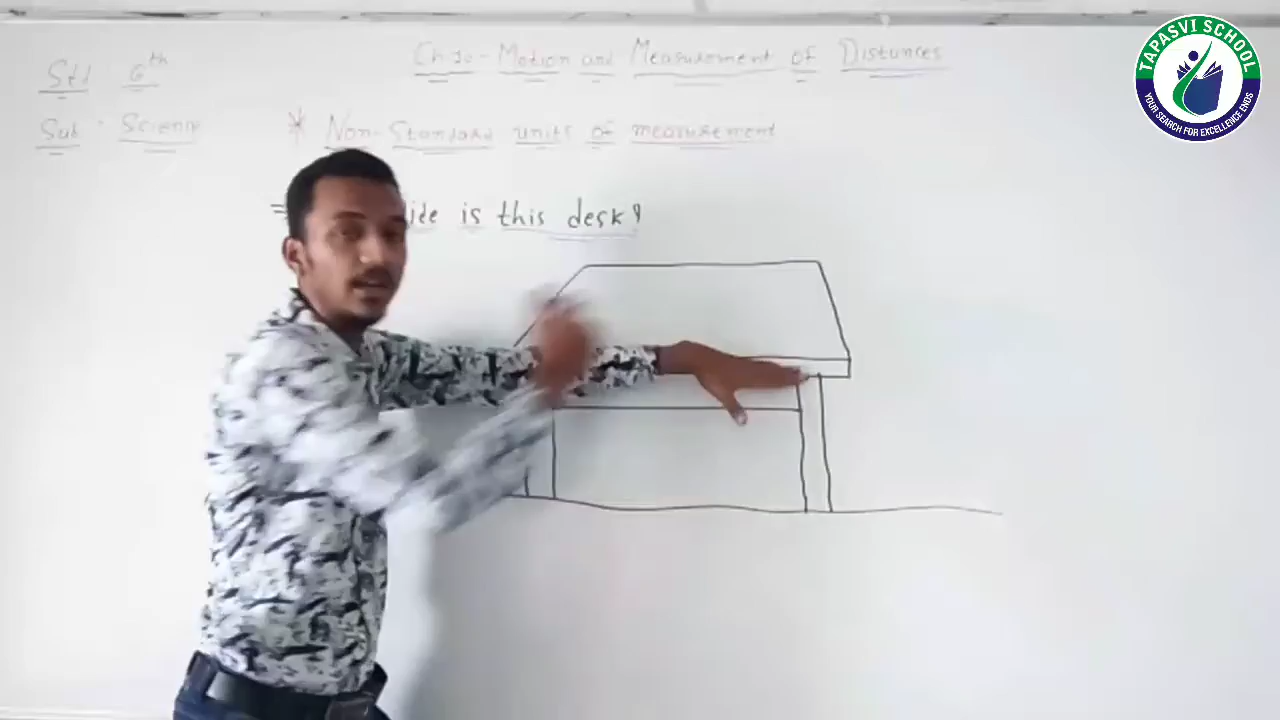 Std : 6th
Ch-10- Motion and Measurement of Distances
Sub : Science
* Non-Standard units of measurement
is this desk?
TAPASVI SCHOOL
YOUR SEARCH FOR EXCELLENCE ENDS